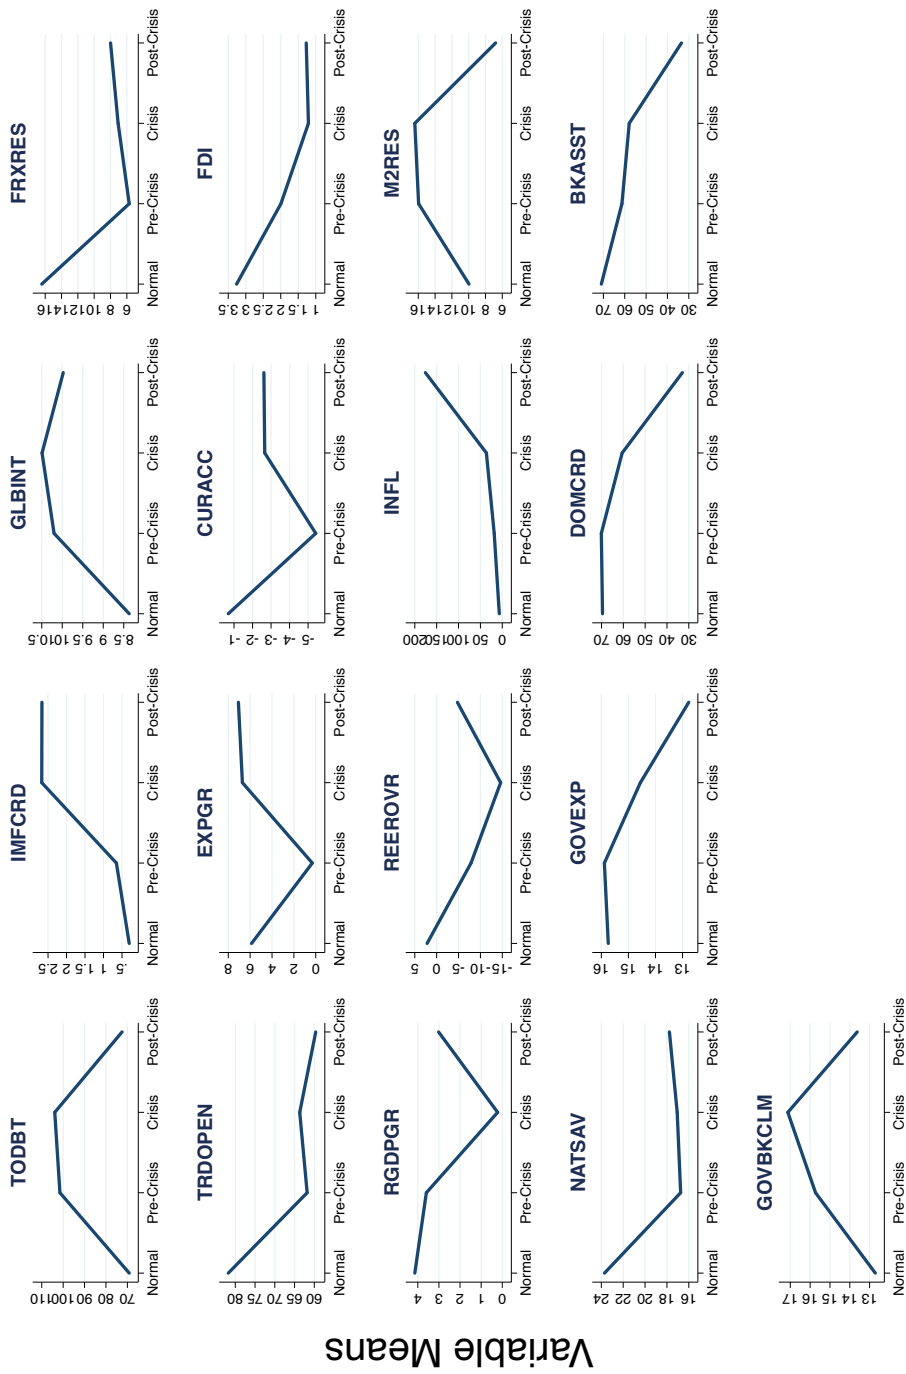 Variable Means
TODBT
110
100
90
80
70
Normal Pre-Crisis Crisis Post-Crisis
IMFCRD
2.5
2
1.5
1
.5
Normal Pre-Crisis Crisis Post-Crisis
GLBINT
10.5
10
9.5
9
8.5
Normal Pre-Crisis Crisis Post-Crisis
FRXRES
16
14
12
10
8
6
Normal Pre-Crisis Crisis Post-Crisis
TRDOPEN
80
75
70
65
60
Normal Pre-Crisis Crisis Post-Crisis
EXPGR
8
6
4
2
0
Normal Pre-Crisis Crisis Post-Crisis
CURACC
-1
-2
-3
-4
-5
Normal Pre-Crisis Crisis Post-Crisis
FDI
3.5
3
2.5
2
1.5
1
Normal Pre-Crisis Crisis Post-Crisis
RGDPGR
4
3
2
1
0
Normal Pre-Crisis Crisis Post-Crisis
REEROVR
5
0
-5
-10
-15
Normal Pre-Crisis Crisis Post-Crisis
INFL
200
150
100
50
0
Normal Pre-Crisis Crisis Post-Crisis
M2RES
16
14
12
10
8
6
Normal Pre-Crisis Crisis Post-Crisis
NATSAV
24
22
20
18
16
Normal Pre-Crisis Crisis Post-Crisis
GOVEXP
16
15
14
13
Normal Pre-Crisis Crisis Post-Crisis
DOMCRD
70
60
50
40
30
Normal Pre-Crisis Crisis Post-Crisis
BKASST
70
60
50
40
30
Normal Pre-Crisis Crisis Post-Crisis
GOVBKCLM
17
16
15
14
13
Normal Pre-Crisis Crisis Post-Crisis